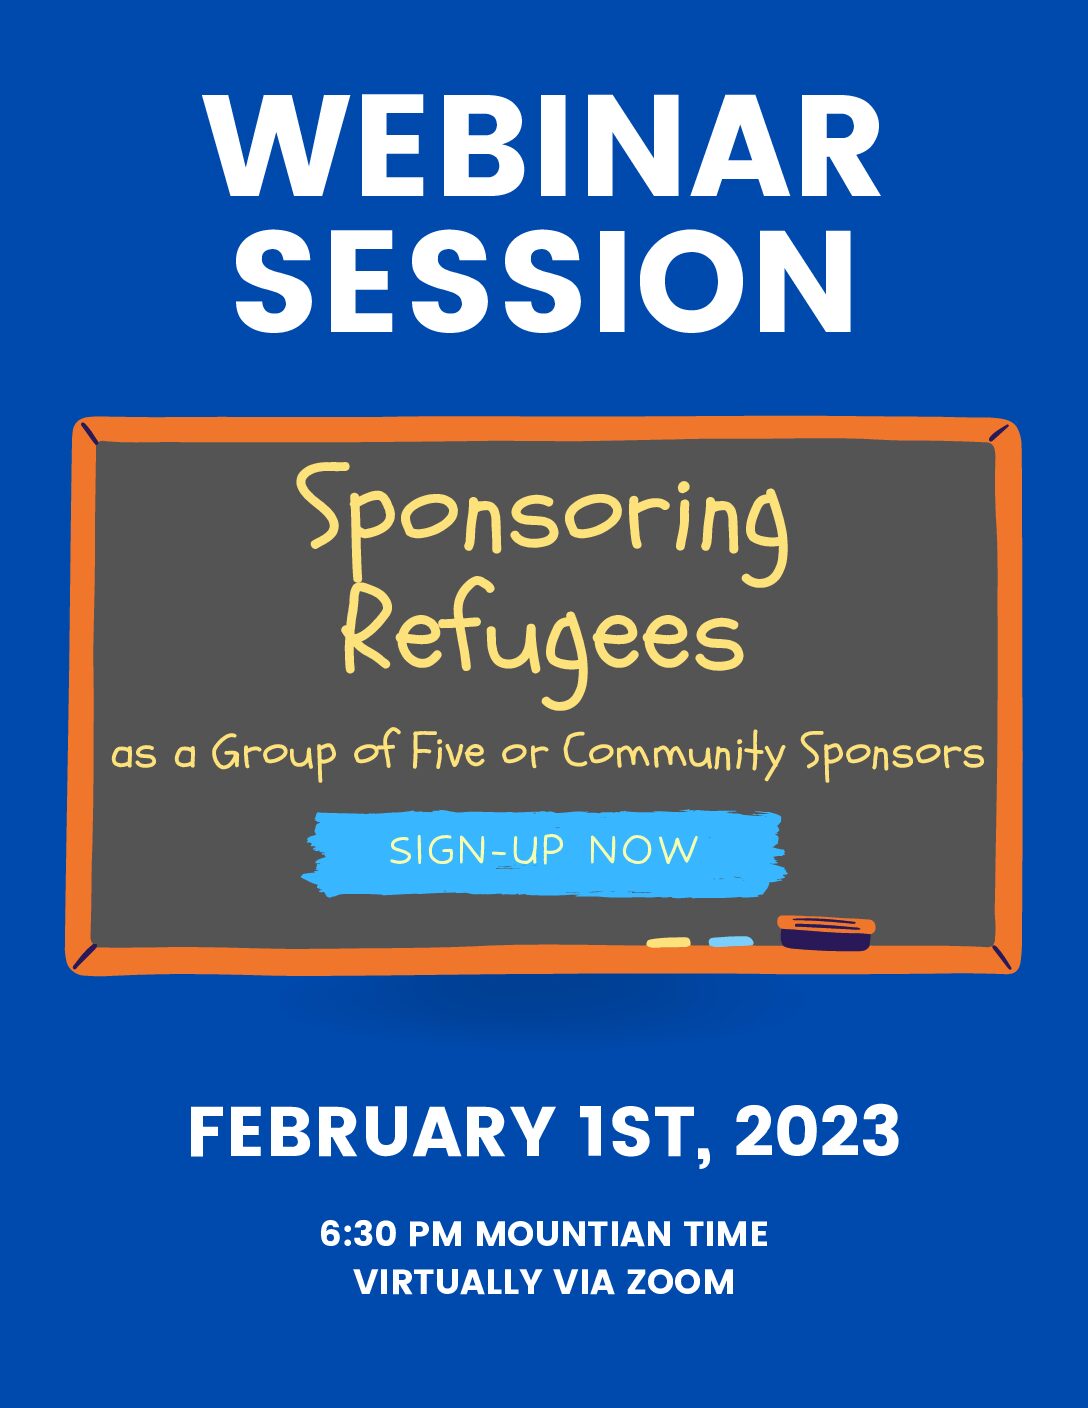 WEBINAR
SESSION
Sponsoring
Refugees
as a Group of Five or Community Sponsors
SIGN-UP NOW
FEBRUARY 1ST, 2023
6:30 PM MOUNTIAN TIME
VIRTUALLY VIA ZOOM